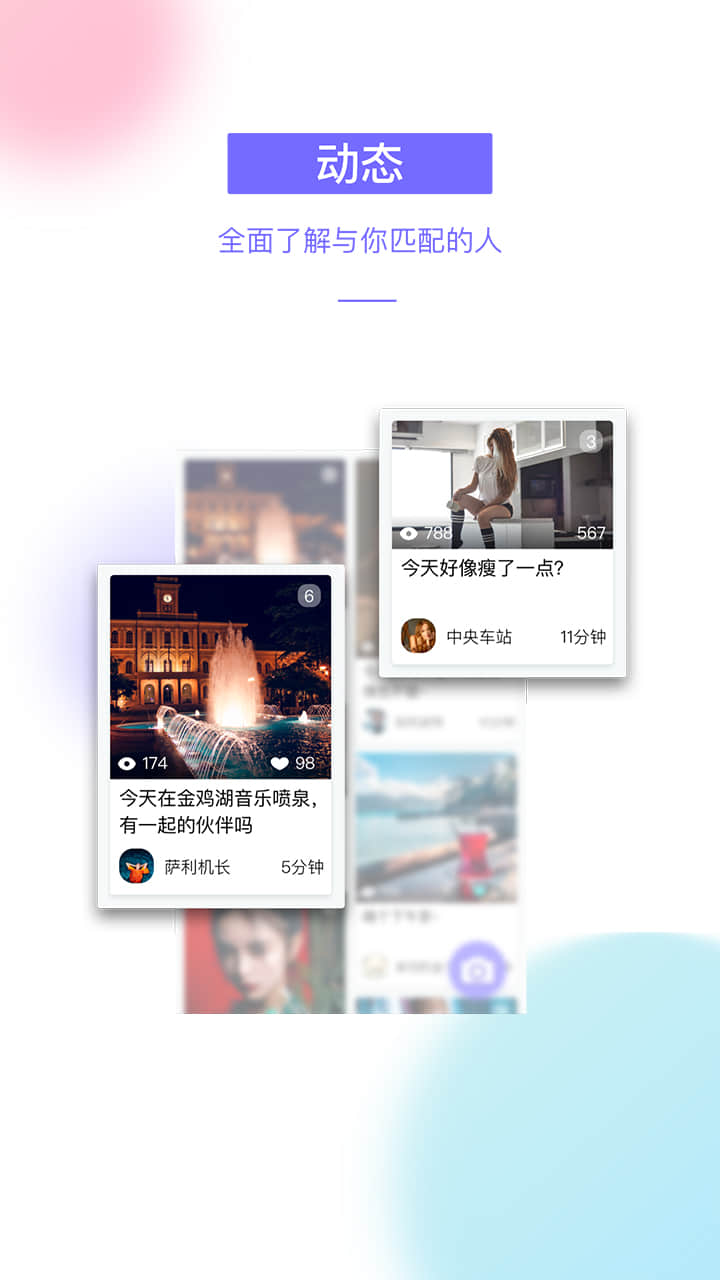 动态
全面了解与你匹配的人
3
788
567
今天好像瘦了一点?
中央车站
11分钟
6
174
98
今天在金鸡湖音乐喷泉,
有一起的伙伴吗
萨利机长
5分钟